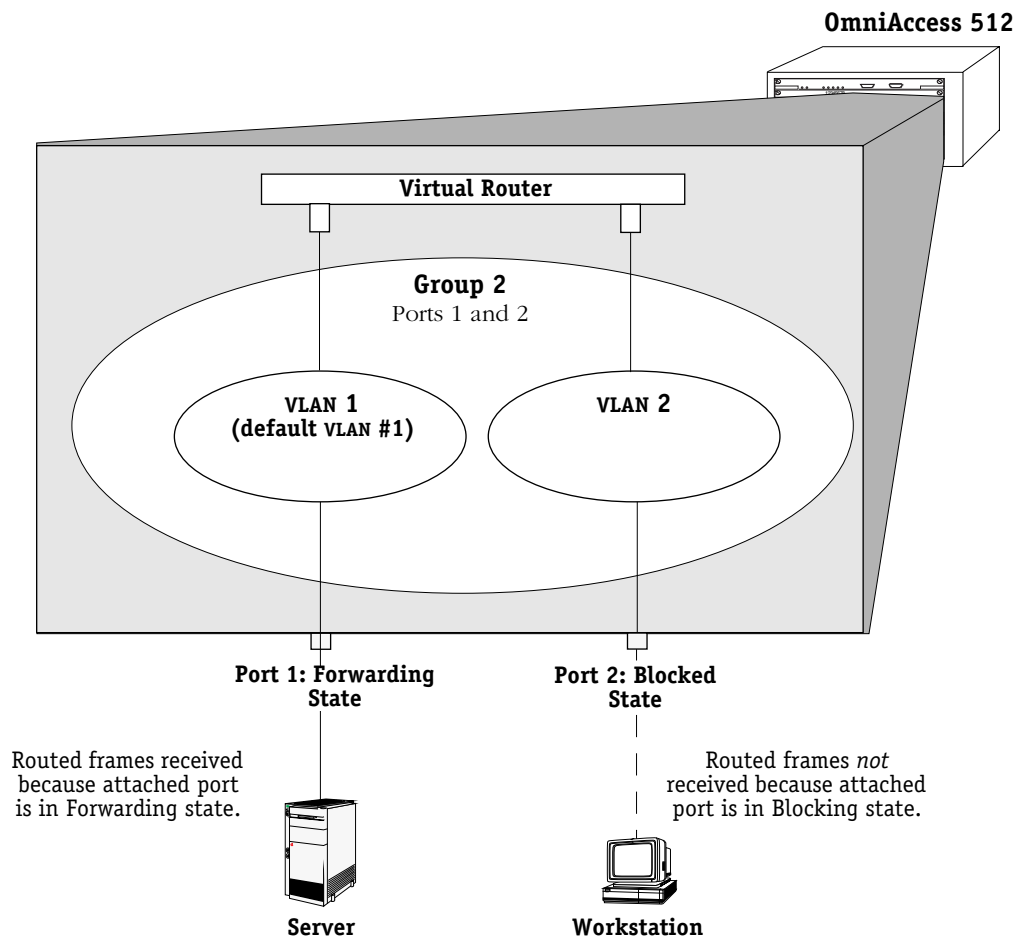 OmniAccess 512
Virtual Router
Group 2
Ports 1 and 2
VLAN 1
(default VLAN #1)
VLAN 2
Port 1: Forwarding
State
Port 2: Blocked
State
Routed frames received
because attached port
is in Forwarding state.
Routed frames not
received because attached
port is in Blocking state.
Server
Workstation